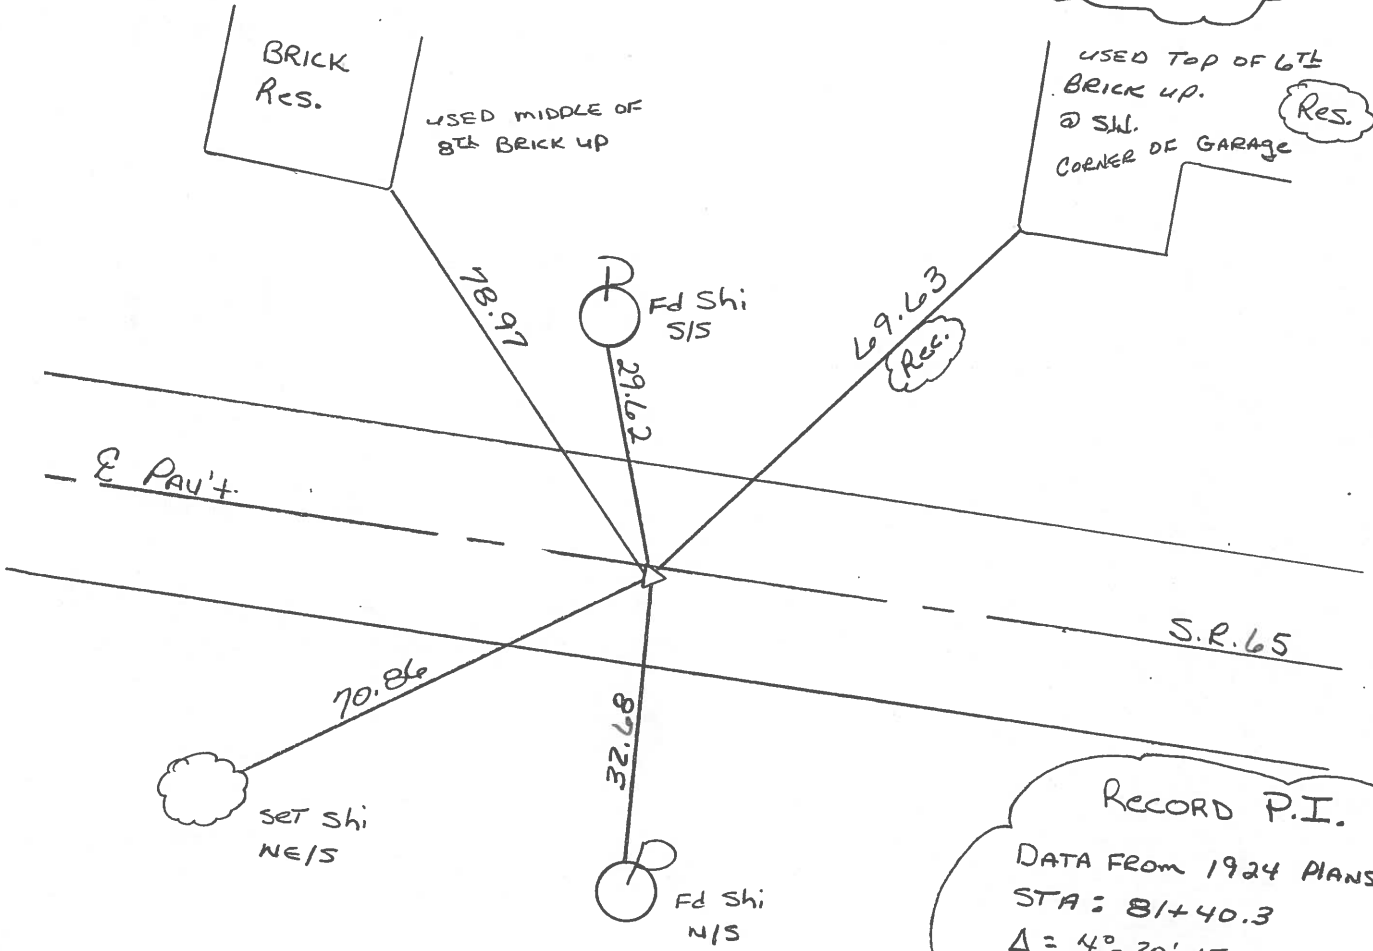 BRICK
Res.
USED MIDDLE OF
8Th BRICK UP
USED TOP OF 6Th
BRICK UP.
@ S.W.
CORNER OF GARAGE
Res.
78.97
Fd Shi
S/S
29.62
69.63
Rec.
℄ PAV't.
S.R. 65
70.86
SET Shi
NE/S
32.68
Fd Shi
N/S
RECORD P.I.
DATA FROM 1924 PLANS
STA: 81+40.3